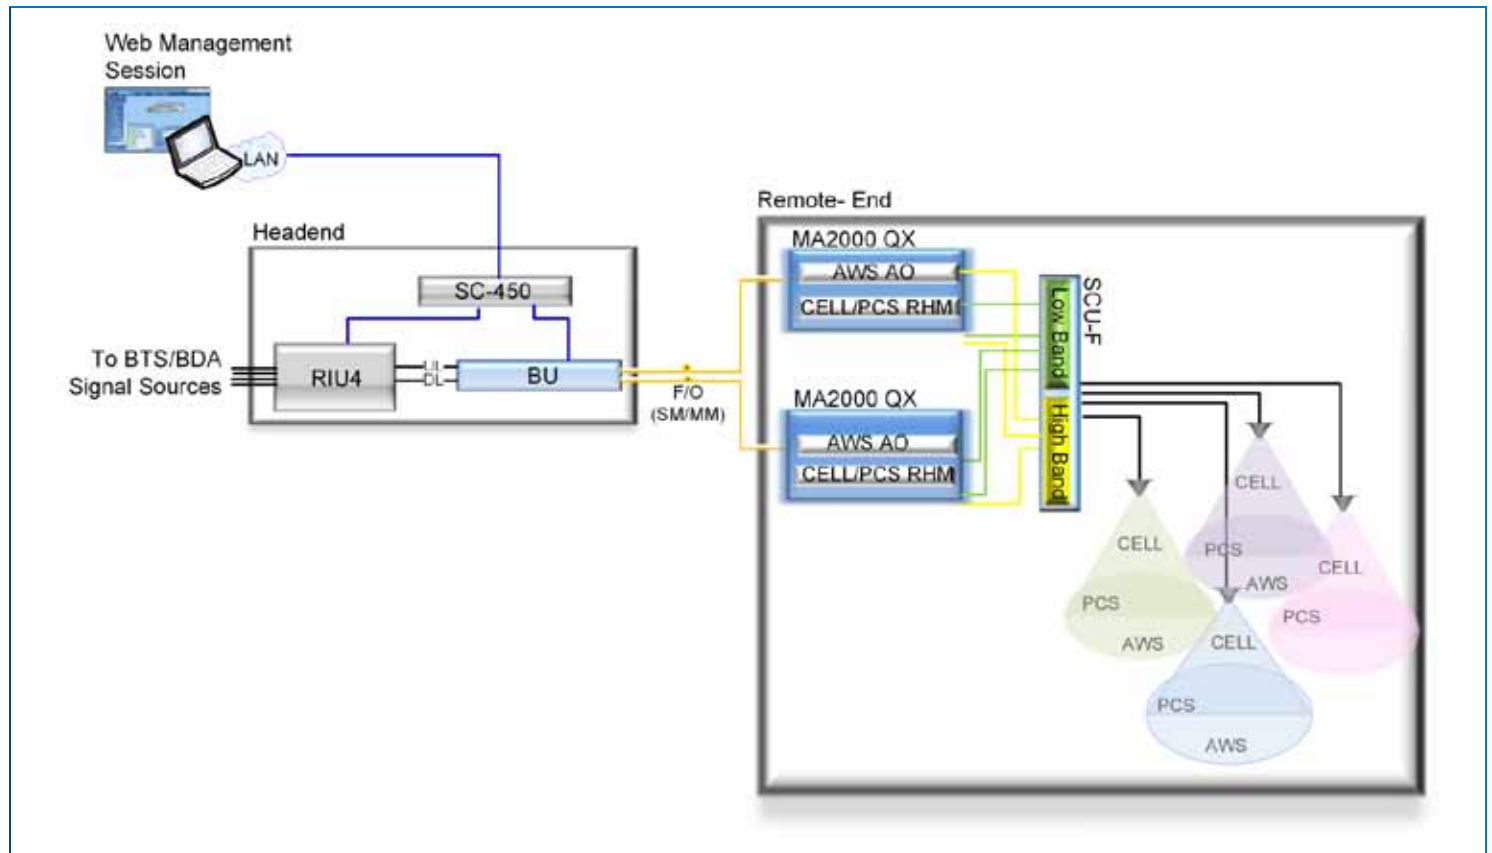 Web Management
Session
LAN
Headend
SC-450
To BTS/BDA
Signal Sources
RIU4
UL
DL
BU
F/O
(SM/MM)
Remote- End
MA2000 QX
AWS AO
CELL/PCS RHM
MA2000 QX
AWS AO
CELL/PCS RHM
SCU-F
Low Band
High Band
CELL
PCS
AWS
CELL
PCS
AWS
CELL
PCS
CELL
PCS
AWS